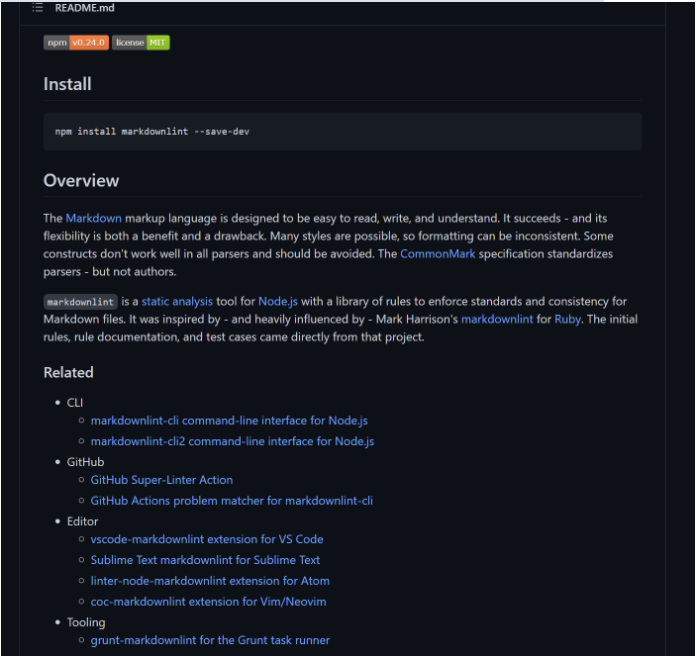 README.md
npm v0.24.0 license MIT
Install
npm install markdownlint --save-dev
Overview
The Markdown markup language is designed to be easy to read, write, and understand. It succeeds - and its
flexibility is both a benefit and a drawback. Many styles are possible, so formatting can be inconsistent. Some
constructs don't work well in all parsers and should be avoided. The CommonMark specification standardizes
parsers - but not authors.
markdownlint is a static analysis tool for Node.js with a library of rules to enforce standards and consistency for
Markdown files. It was inspired by - and heavily influenced by - Mark Harrison's markdownlint for Ruby. The initial
rules, rule documentation, and test cases came directly from that project.
Related
• CLI
◦ markdownlint-cli command-line interface for Node.js
◦ markdownlint-cli2 command-line interface for Node.js
• GitHub
◦ GitHub Super-Linter Action
◦ GitHub Actions problem matcher for markdownlint-cli
• Editor
◦ vscode-markdownlint extension for VS Code
◦ Sublime Text markdownlint for Sublime Text
◦ linter-node-markdownlint extension for Atom
◦ coc-markdownlint extension for Vim/Neovim
• Tooling
◦ grunt-markdownlint for the Grunt task runner